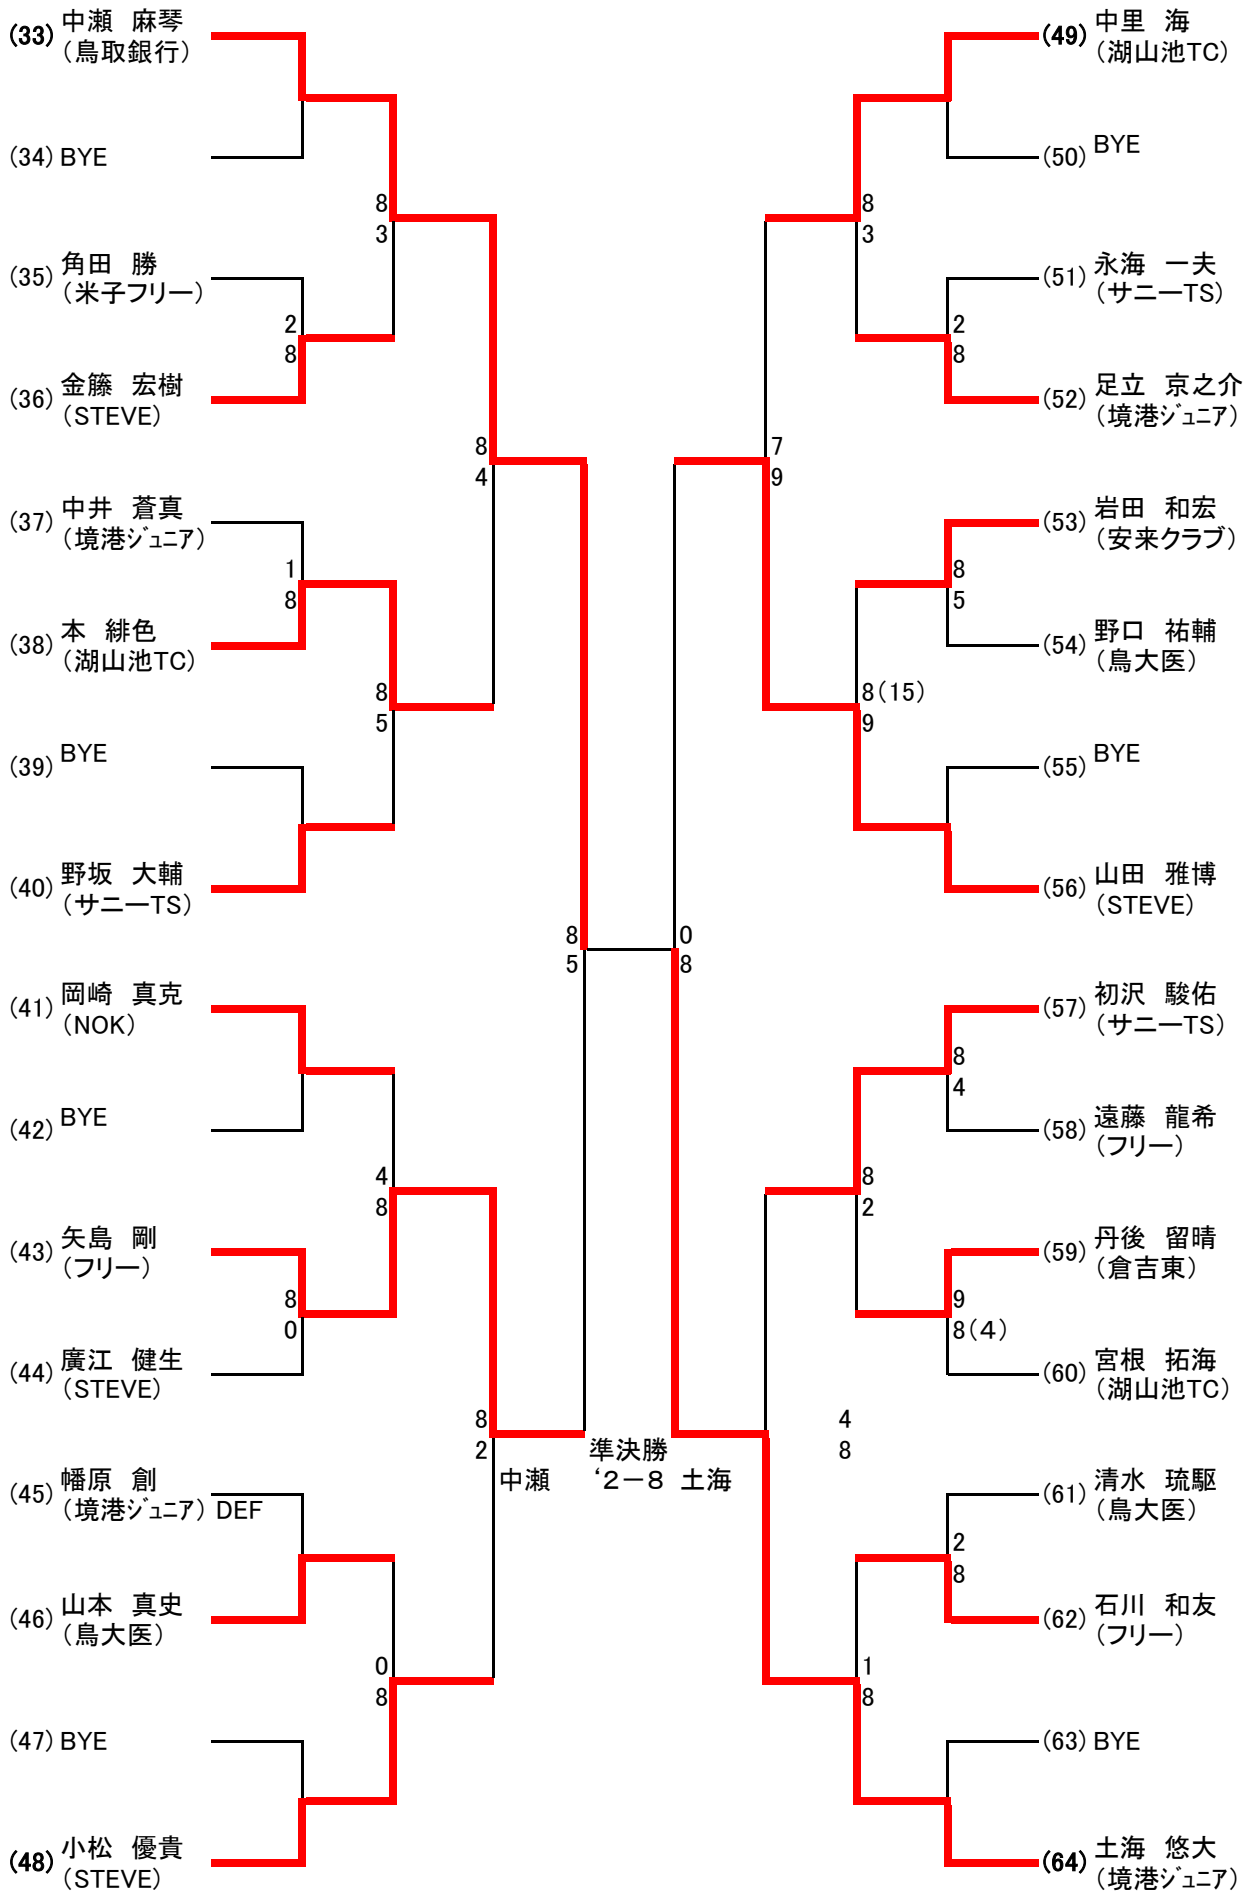 (33) 中瀬 麻琴
(鳥取銀行)
(34) BYE
8
3
(35) 角田 勝
(米子フリー)
2
8
(36) 金籐 宏樹
(STEVE)
8
4
(37) 中井 蒼真
(境港ジュニア)
1
8
(38) 本 緋色
(湖山池TC)
8
5
(39) BYE
(40) 野坂 大輔
(サニーTS)
8
5
(41) 岡崎 真克
(NOK)
(42) BYE
4
8
(43) 矢島 剛
(フリー)
8
0
(44) 廣江 健生
(STEVE)
8
2
(45) 幡原 創
(境港ジュニア) DEF
(46) 山本 真史
(鳥大医)
0
8
(47) BYE
(48) 小松 優貴
(STEVE)
準決勝
中瀬 ‘2-8 土海
(49) 中里 海
(湖山池TC)
(50) BYE
8
3
(51) 永海 一夫
(サニーTS)
2
8
(52) 足立 京之介
(境港ジュニア)
7
9
(53) 岩田 和宏
(安来クラブ)
8
5
(54) 野口 祐輔
(鳥大医)
8(15)
9
(55) BYE
(56) 山田 雅博
(STEVE)
0
8
(57) 初沢 駿佑
(サニーTS)
8
4
(58) 遠藤 龍希
(フリー)
8
2
(59) 丹後 留晴
(倉吉東)
9
8(4)
(60) 宮根 拓海
(湖山池TC)
4
8
(61) 清水 琉駆
(鳥大医)
2
8
(62) 石川 和友
(フリー)
1
8
(63) BYE
(64) 土海 悠大
(境港ジュニア)